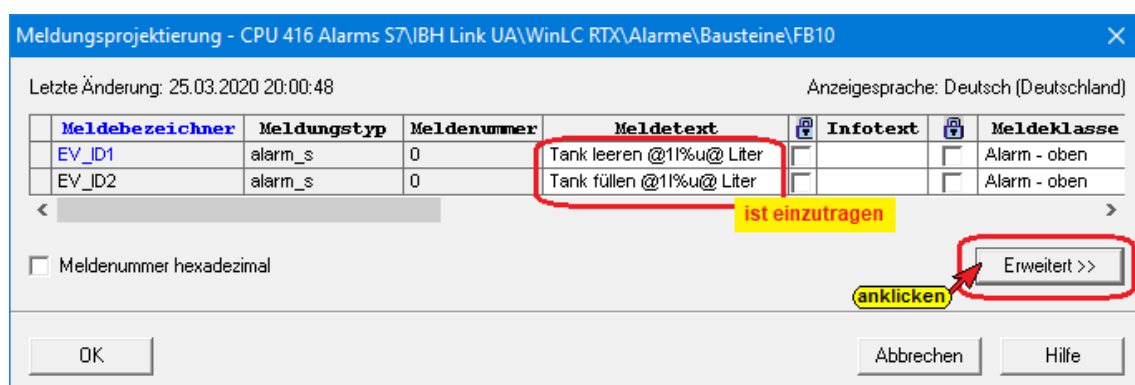 Meldungsprojektierung - CPU 416 Alarms S7\IBH Link UA\WinLC RTX\Alarme\Bausteine\FB10
Letzte Änderung: 25.03.2020 20:00:48 Anzeigesprache: Deutsch (Deutschland)
Meldebezeichner Meldungstyp Meldenummer Meldetext Infotext Meldeklasse
EV_ID1 alarm_s 0 Tank leeren @1I%u@ Liter Alarm - oben
EV_ID2 alarm_s 0 Tank füllen @1I%u@ Liter Alarm - oben
ist einzutragen
Meldenummer hexadezimal Erweitert >>
anklicken
OK Abbrechen Hilfe